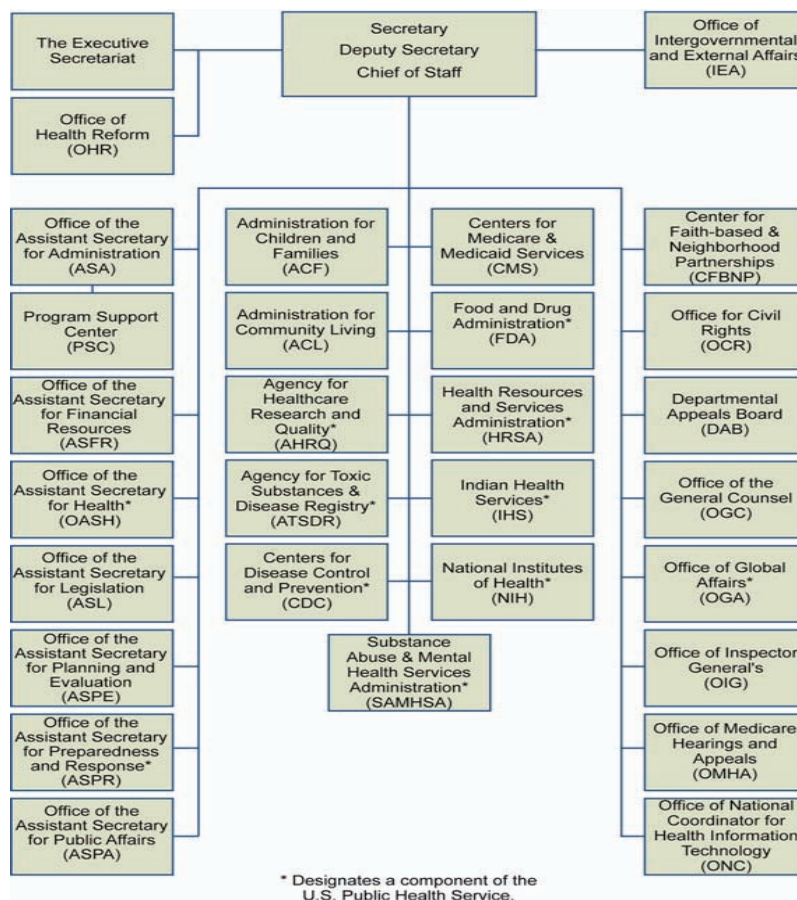 The Executive
Secretariat
Secretary
Deputy Secretary
Chief of Staff
Office of
Intergovernmental
and External Affairs
(IEA)
Office of
Health Reform
(OHR)
Office of the
Assistant Secretary
for Administration
(ASA)
Program Support
Center
(PSC)
Office of the
Assistant Secretary
for Financial
Resources
(ASFR)
Office of the
Assistant Secretary
for Health*
(OASH)
Office of the
Assistant Secretary
for Legislation
(ASL)
Office of the
Assistant Secretary
for Planning and
Evaluation
(ASPE)
Office of the
Assistant Secretary
for Preparedness
and Response*
(ASPR)
Office of the
Assistant Secretary
for Public Affairs
(ASPA)
Administration for
Children and
Families
(ACF)
Administration for
Community Living
(ACL)
Agency for
Healthcare
Research and
Quality*
(AHRQ)
Agency for Toxic
Substances &
Disease Registry*
(ATSDR)
Centers for
Disease Control
and Prevention*
(CDC)
Centers for
Medicare &
Medicaid Services
(CMS)
Food and Drug
Administration*
(FDA)
Health Resources
and Services
Administration*
(HRSA)
Indian Health
Services*
(IHS)
National Institutes
of Health*
(NIH)
Substance
Abuse & Mental
Health Services
Administration*
(SAMHSA)
Center for
Faith-based &
Neighborhood
Partnerships
(CFBNP)
Office for Civil
Rights
(OCR)
Departmental
Appeals Board
(DAB)
Office of the
General Counsel
(OGC)
Office of Global
Affairs*
(OGA)
Office of Inspector
General's
(OIG)
Office of Medicare
Hearings and
Appeals
(OMHA)
Office of National
Coordinator for
Health Information
Technology
(ONC)
* Designates a component of the
U.S. Public Health Service.